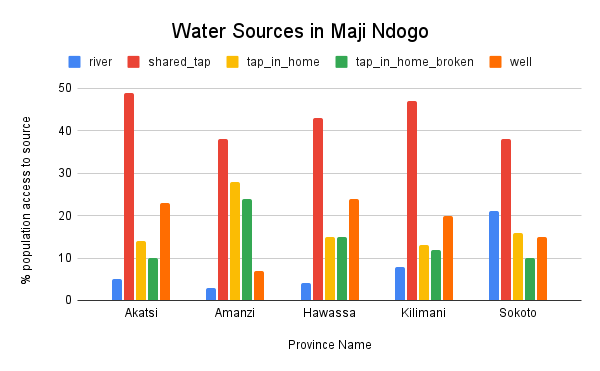 Water Sources in Maji Ndogo
river shared_tap tap_in_home tap_in_home_broken well
% population access to source
50
40
30
20
10
0
Akatsi Amanzi Hawassa Kilimani Sokoto
Province Name